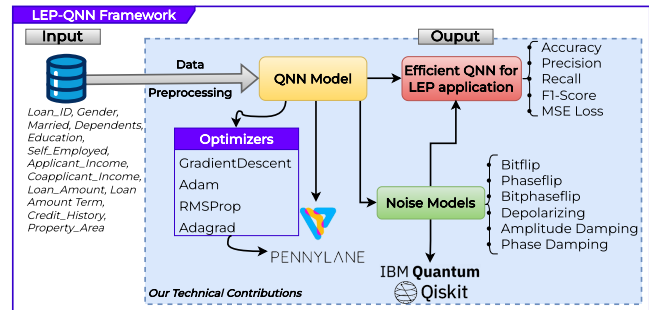 LEP-QNN Framework
Input
Ouput
Data
Preprocessing
QNN Model
Efficient QNN for
LEP application
Accuracy
Precision
Recall
F1-Score
MSE Loss
Loan_ID, Gender,
Married, Dependents,
Education,
Self_Employed,
Applicant_Income,
Coapplicant_Income,
Loan_Amount, Loan
Amount Term,
Credit_History,
Property_Area
Optimizers
GradientDescent
Adam
RMSProp
Adagrad
PENNYLANE
Noise Models
Bitflip
Phaseflip
Bitphaseflip
Depolarizing
Amplitude Damping
Phase Damping
IBM Quantum
Qiskit
Our Technical Contributions